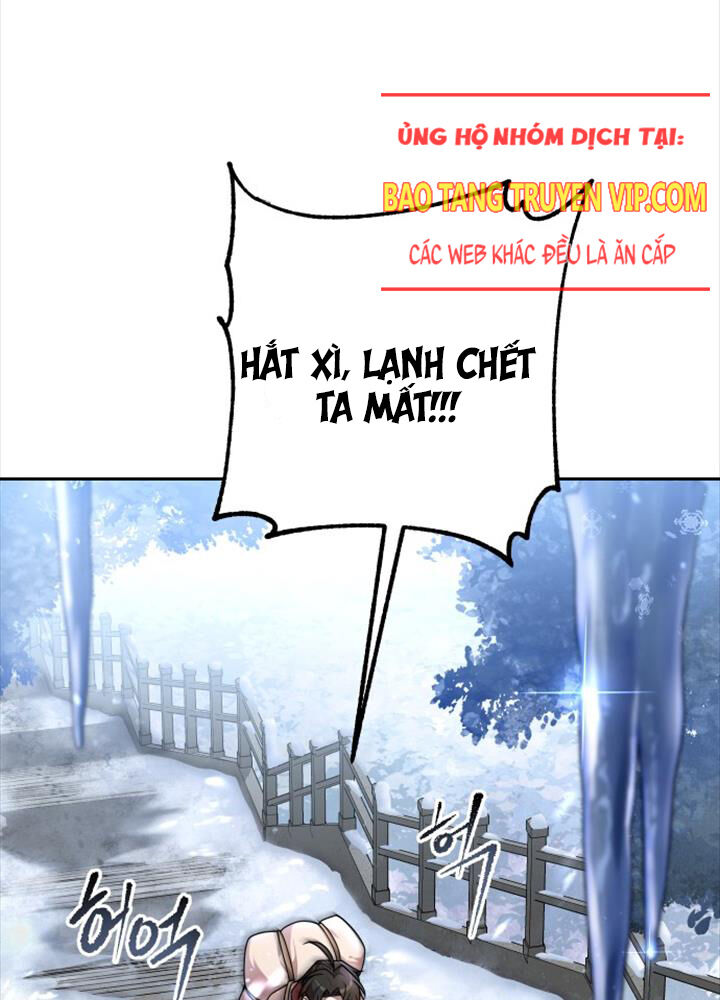 ỦNG HỘ NHÓM DỊCH TẠI:
BAO TANG TRUYEN VIP.COM
CÁC WEB KHÁC ĐỀU LÀ ĂN CẮP
HẮT XÌ, LẠNH CHẾT
TA MẤT!!!
헉
허억